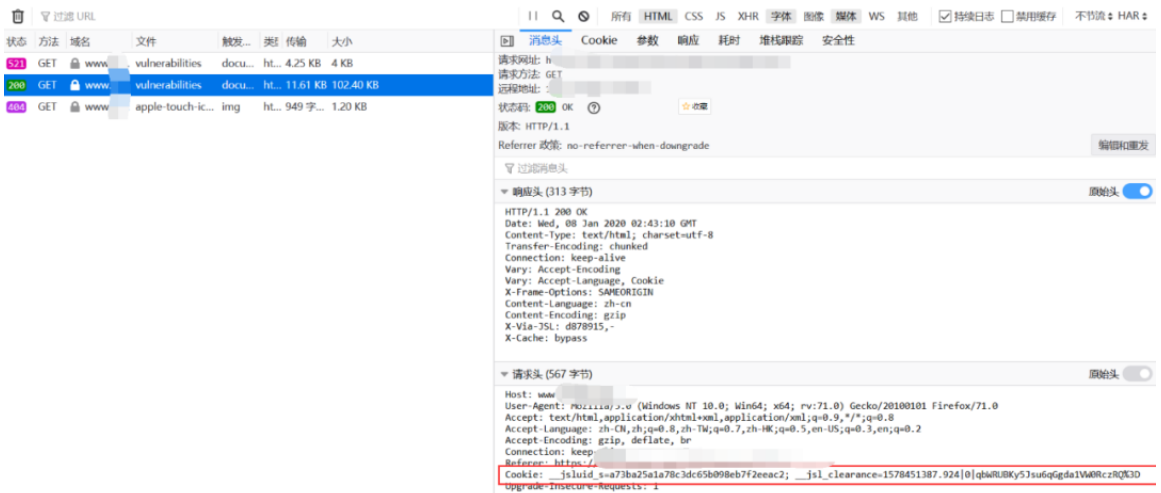 过滤 URL
所有 HTML CSS JS XHR 字体 图像 媒体 WS 其他 持续日志 禁用缓存 不节流 HAR
状态 方法 域名 文件 触发... 类 传输 大小
消息头 Cookie 参数 响应 耗时 堆栈跟踪 安全性
521 GET www. vulnerabilities docu... ht... 4.25 KB 4 KB
200 GET www. vulnerabilities docu... ht... 11.61 KB 102.40 KB
404 GET www apple-touch-ic... img ht... 949 字... 1.20 KB
请求网址: h
请求方法: GET
远程地址: :
状态码: 200 OK ? 收藏
版本: HTTP/1.1
Referrer 政策: no-referrer-when-downgrade 编辑和重发
过滤消息头
响应头 (313 字节) 原始头
HTTP/1.1 200 OK
Date: Wed, 08 Jan 2020 02:43:10 GMT
Content-Type: text/html; charset=utf-8
Transfer-Encoding: chunked
Connection: keep-alive
Vary: Accept-Encoding
Vary: Accept-Language, Cookie
X-Frame-Options: SAMEORIGIN
Content-Language: zh-cn
Content-Encoding: gzip
X-Via-JSL: d878915,-
X-Cache: bypass
请求头 (567 字节) 原始头
Host: www
User-Agent: Mozilla/5.0 (Windows NT 10.0; Win64; x64; rv:71.0) Gecko/20100101 Firefox/71.0
Accept: text/html,application/xhtml+xml,application/xml;q=0.9,*/*;q=0.8
Accept-Language: zh-CN,zh;q=0.8,zh-TW;q=0.7,zh-HK;q=0.5,en-US;q=0.3,en;q=0.2
Accept-Encoding: gzip, deflate, br
Connection: keep-
Referer: https:/
Cookie: __jsluid_s=a73ba25a1a78c3dc65b098eb7f2eeac2; __jsl_clearance=1578451387.924|0|qbWRUBKy5Jsu6qGgda1VW0RczRQ%3D
Upgrade-Insecure-Requests: 1